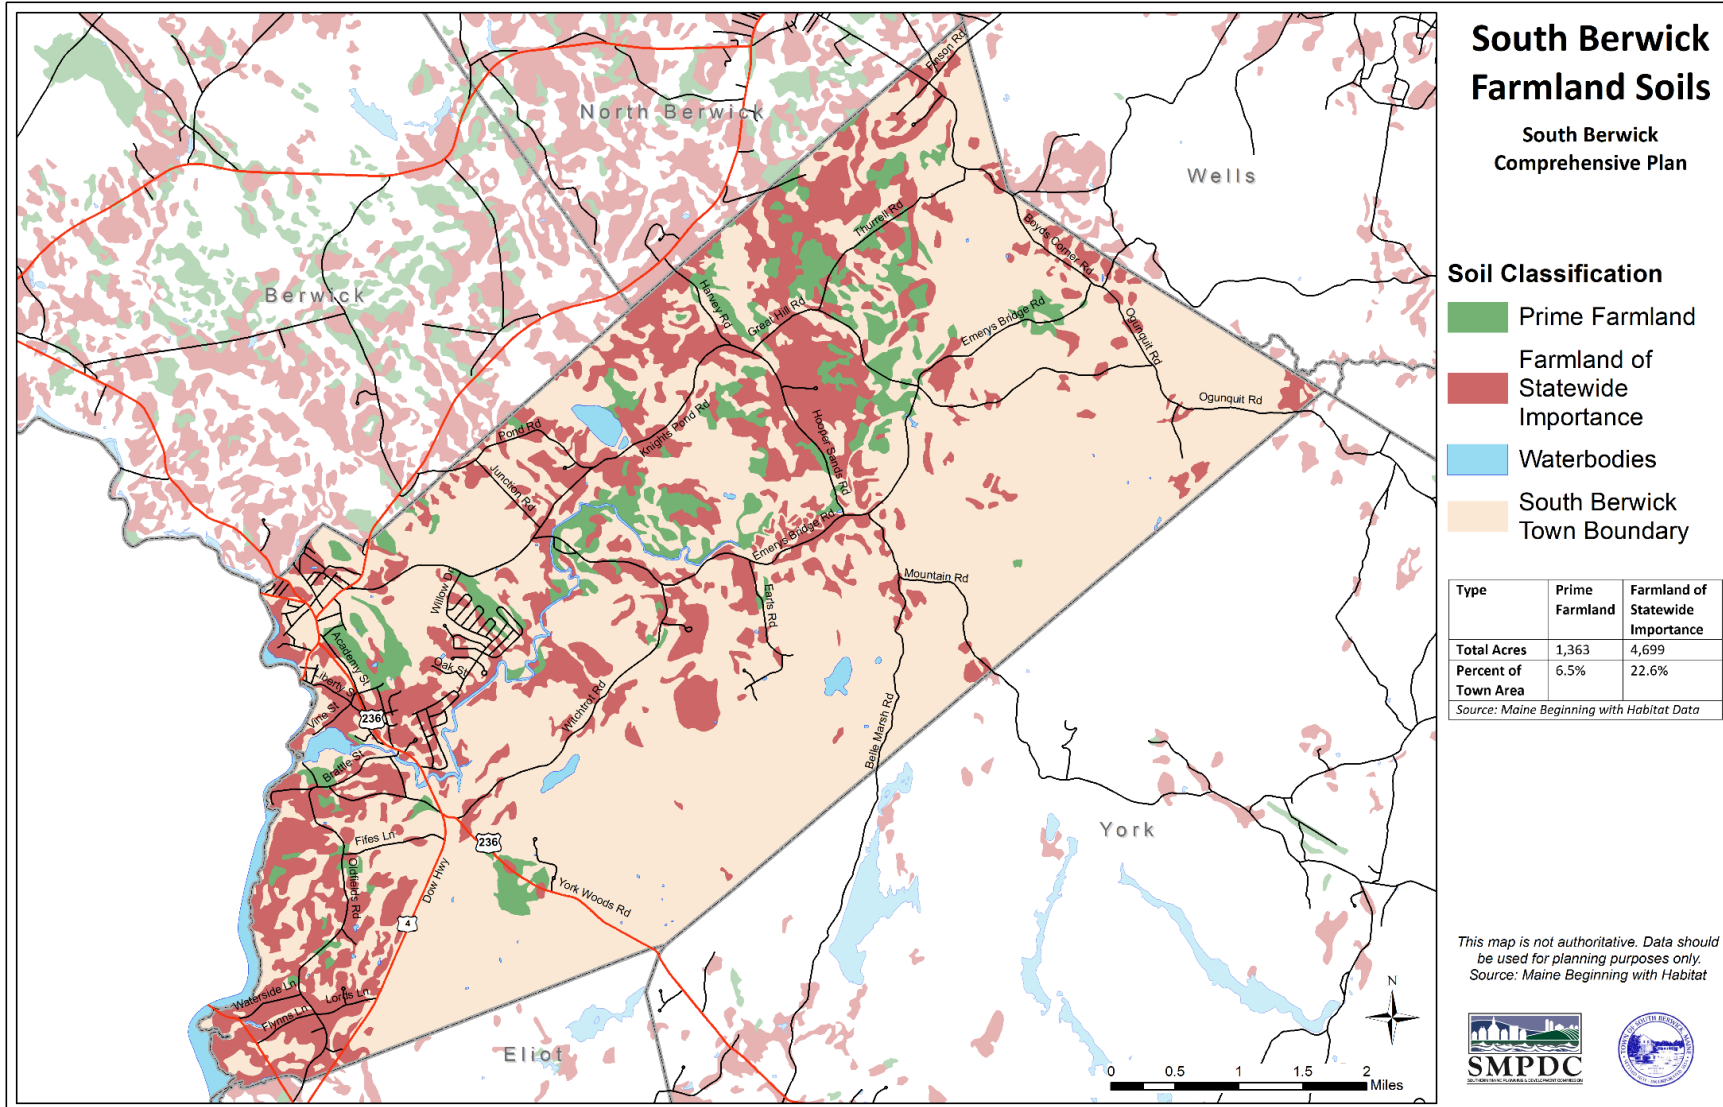 South Berwick
Farmland Soils
South Berwick
Comprehensive Plan
Soil Classification
Prime Farmland
Farmland of
Statewide
Importance
Waterbodies
South Berwick
Town Boundary
Type
Prime
Farmland
Farmland of
Statewide
Importance
Total Acres
1,363
4,699
Percent of
Town Area
6.5%
22.6%
Source: Maine Beginning with Habitat Data
This map is not authoritative. Data should
be used for planning purposes only.
Source: Maine Beginning with Habitat
N
SMPDC
SOUTHERN MAINE PLANNING & DEVELOPMENT COMMISSION
North Berwick
Wells
Berwick
York
Eliot
Finson Rd
Thurrell Rd
Boyds Corner Rd
Harvey Rd
Great Hill Rd
Emerys Bridge Rd
Ogunquit Rd
Ogunquit Rd
Pond Rd
Knights Pond Rd
Hooper Sands Rd
Junction Rd
Emerys Bridge Rd
Mountain Rd
Earls Rd
Willow Dr
Academy St
Oak St
Liberty St
Vine St
236
Witchtrot Rd
Belle Marsh Rd
Brattle St
Fifes Ln
236
Oldfields Rd
Dow Hwy
York Woods Rd
4
Waterside Ln
Lords Ln
Flynns Ln
0 0.5 1 1.5 2
Miles